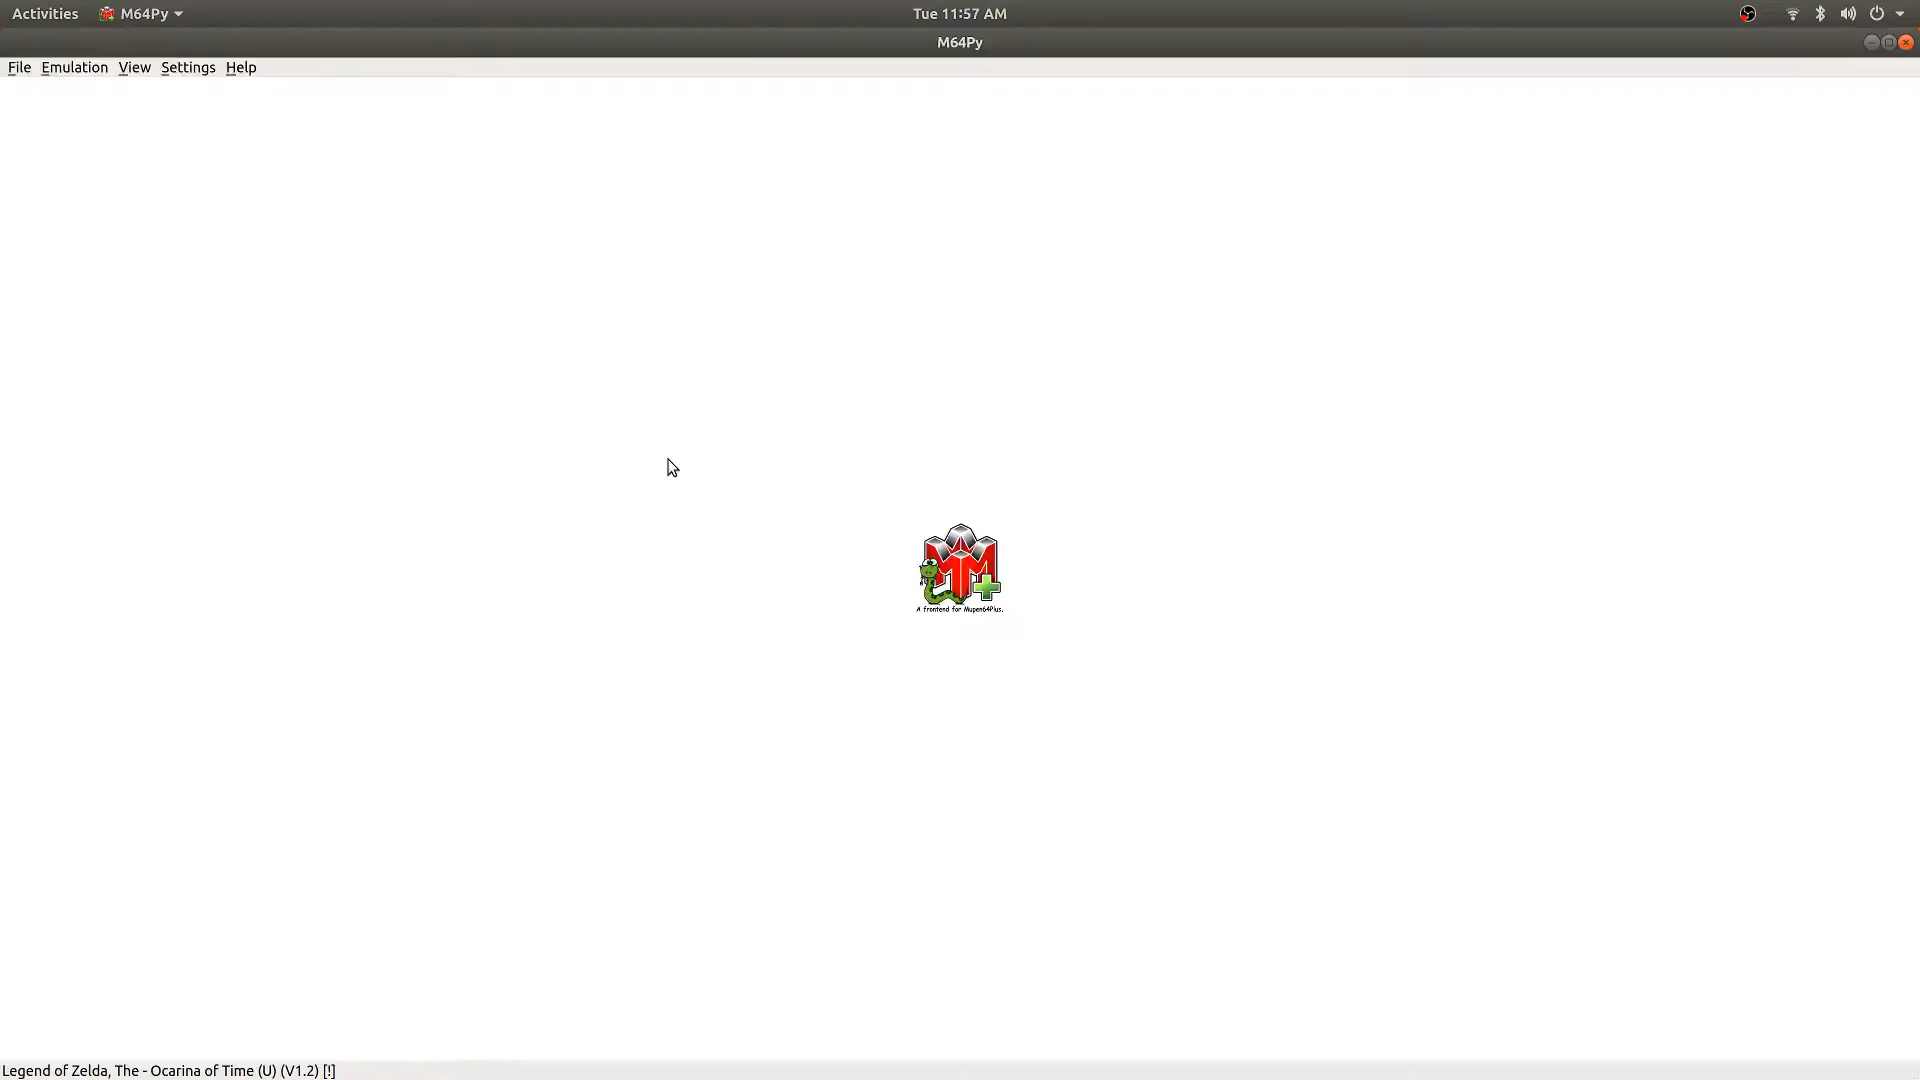 Activities M64Py Tue 11:57 AM
M64Py
File Emulation View Settings Help
A frontend for Mupen64Plus.
Legend of Zelda, The - Ocarina of Time (U) (V1.2) [!]